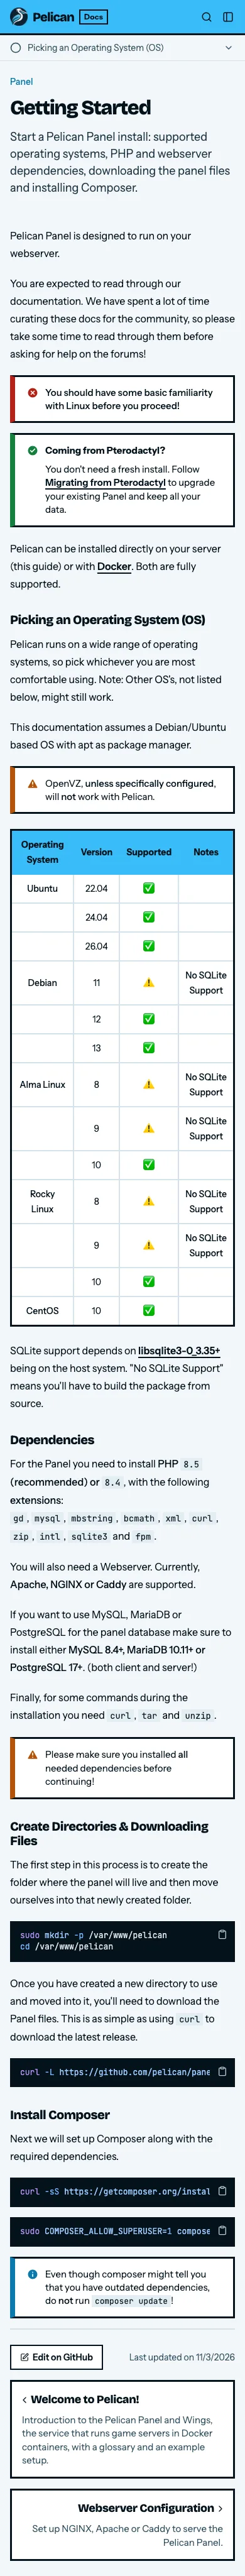 Pelican Docs
Picking an Operating System (OS)
Panel
Getting Started
Start a Pelican Panel install: supported
operating systems, PHP and webserver
dependencies, downloading the panel files
and installing Composer.
Pelican Panel is designed to run on your
webserver.
You are expected to read through our
documentation. We have spent a lot of time
curating these docs for the community, so please
take some time to read through them before
asking for help on the forums!
You should have some basic familiarity
with Linux before you proceed!
Coming from Pterodactyl?
You don't need a fresh install. Follow
Migrating from Pterodactyl to upgrade
your existing Panel and keep all your
data.
Pelican can be installed directly on your server
(this guide) or with Docker. Both are fully
supported.
Picking an Operating System (OS)
Pelican runs on a wide range of operating
systems, so pick whichever you are most
comfortable using. Note: Other OS's, not listed
below, might still work.
This documentation assumes a Debian/Ubuntu
based OS with apt as package manager.
OpenVZ, unless specifically configured,
will not work with Pelican.
Operating System Version Supported Notes
Ubuntu 22.04 ✅
24.04 ✅
26.04 ✅
Debian 11 ⚠️ No SQLite Support
12 ✅
13 ✅
Alma Linux 8 ⚠️ No SQLite Support
9 ⚠️ No SQLite Support
10 ✅
Rocky Linux 8 ⚠️ No SQLite Support
9 ⚠️ No SQLite Support
10 ✅
CentOS 10 ✅
SQLite support depends on libsqlite3-0_3.35+
being on the host system. "No SQLite Support"
means you'll have to build the package from
source.
Dependencies
For the Panel you need to install PHP 8.5
(recommended) or 8.4, with the following
extensions:
gd, mysql, mbstring, bcmath, xml, curl,
zip, intl, sqlite3 and fpm.
You will also need a Webserver. Currently,
Apache, NGINX or Caddy are supported.
If you want to use MySQL, MariaDB or
PostgreSQL for the panel database make sure to
install either MySQL 8.4+, MariaDB 10.11+ or
PostgreSQL 17+. (both client and server!)
Finally, for some commands during the
installation you need curl, tar and unzip.
Please make sure you installed all
needed dependencies before
continuing!
Create Directories & Downloading
Files
The first step in this process is to create the
folder where the panel will live and then move
ourselves into that newly created folder.
sudo mkdir -p /var/www/pelican
cd /var/www/pelican
Once you have created a new directory to use
and moved into it, you'll need to download the
Panel files. This is as simple as using curl to
download the latest release.
curl -L https://github.com/pelican/pane
Install Composer
Next we will set up Composer along with the
required dependencies.
curl -sS https://getcomposer.org/instal
sudo COMPOSER_ALLOW_SUPERUSER=1 compose
Even though composer might tell you
that you have outdated dependencies,
do not run composer update!
Edit on GitHub
Last updated on 11/3/2026
Welcome to Pelican!
Introduction to the Pelican Panel and Wings,
the service that runs game servers in Docker
containers, with a glossary and an example
setup.
Webserver Configuration
Set up NGINX, Apache or Caddy to serve the
Pelican Panel.